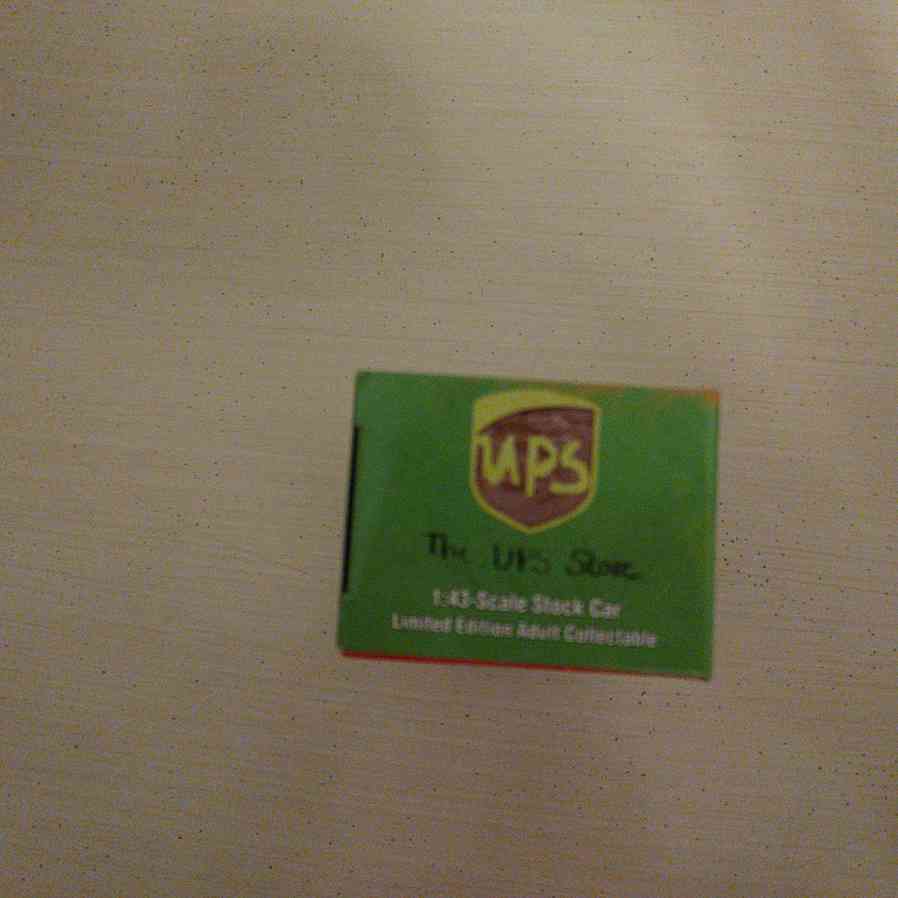 UPS
The UPS Store
1:43-Scale Stock Car
Limited Edition Adult Collectable